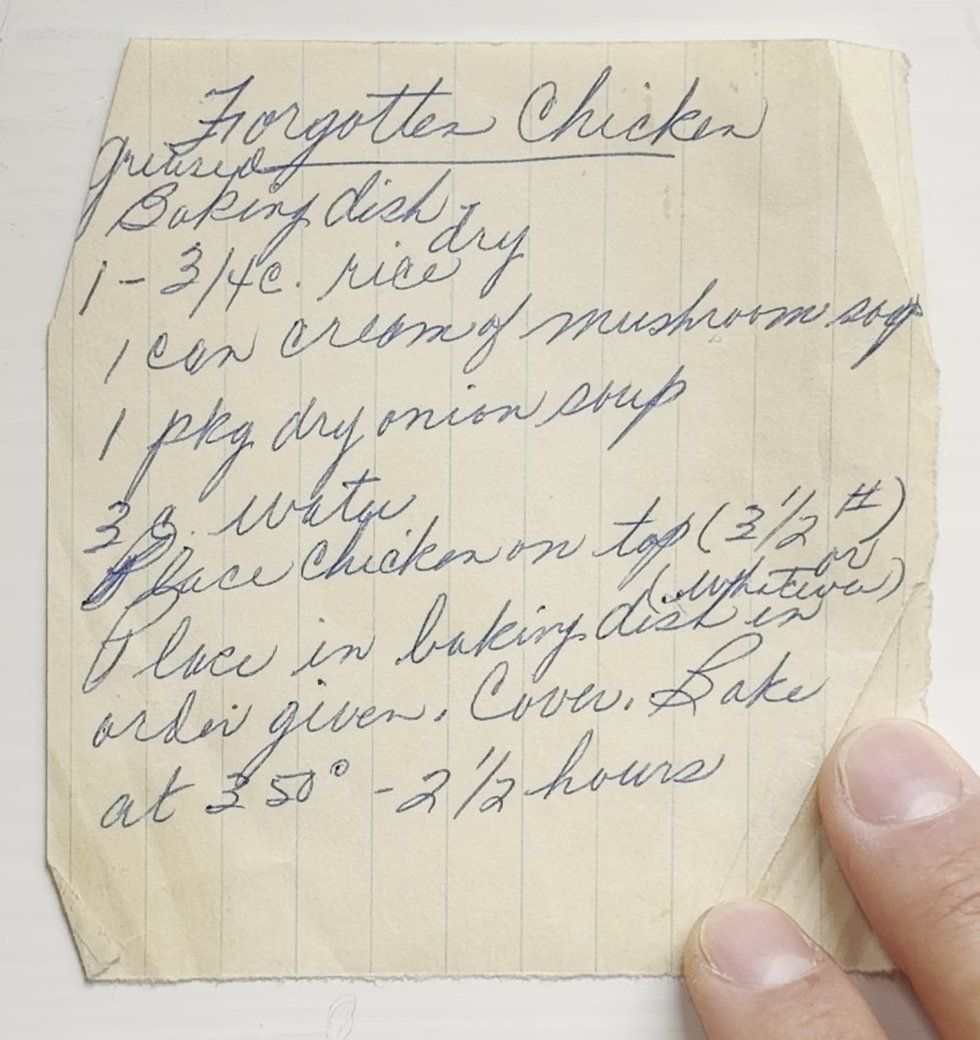 Forgotten Chicken
greased
Baking dish -
1 - 3/4 c. rice dry
1 can cream of mushroom soup
1 pkg dry onion soup
3 c. water
Place chicken on top (3 1/2 #)
or
(whatever)
Place in baking dish in
order given. Cover. Bake
at 350° - 2 1/2 hours